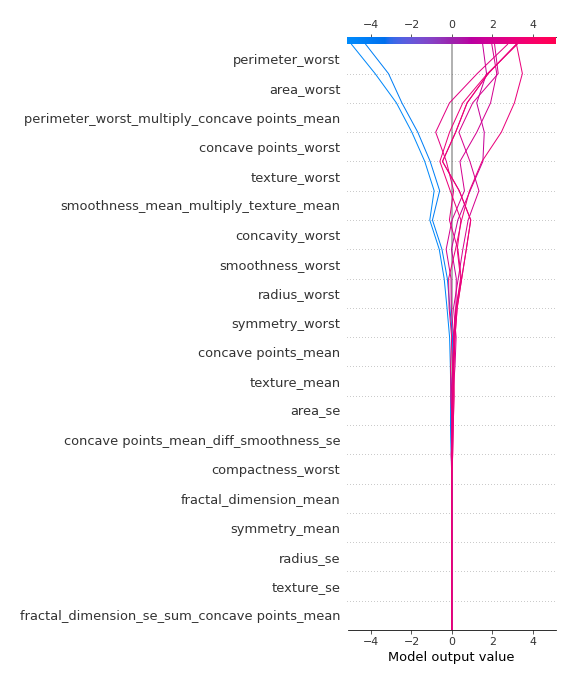 −4 −2 0 2 4
perimeter_worst
area_worst
perimeter_worst_multiply_concave points_mean
concave points_worst
texture_worst
smoothness_mean_multiply_texture_mean
concavity_worst
smoothness_worst
radius_worst
symmetry_worst
concave points_mean
texture_mean
area_se
concave points_mean_diff_smoothness_se
compactness_worst
fractal_dimension_mean
symmetry_mean
radius_se
texture_se
fractal_dimension_se_sum_concave points_mean
−4 −2 0 2 4
Model output value